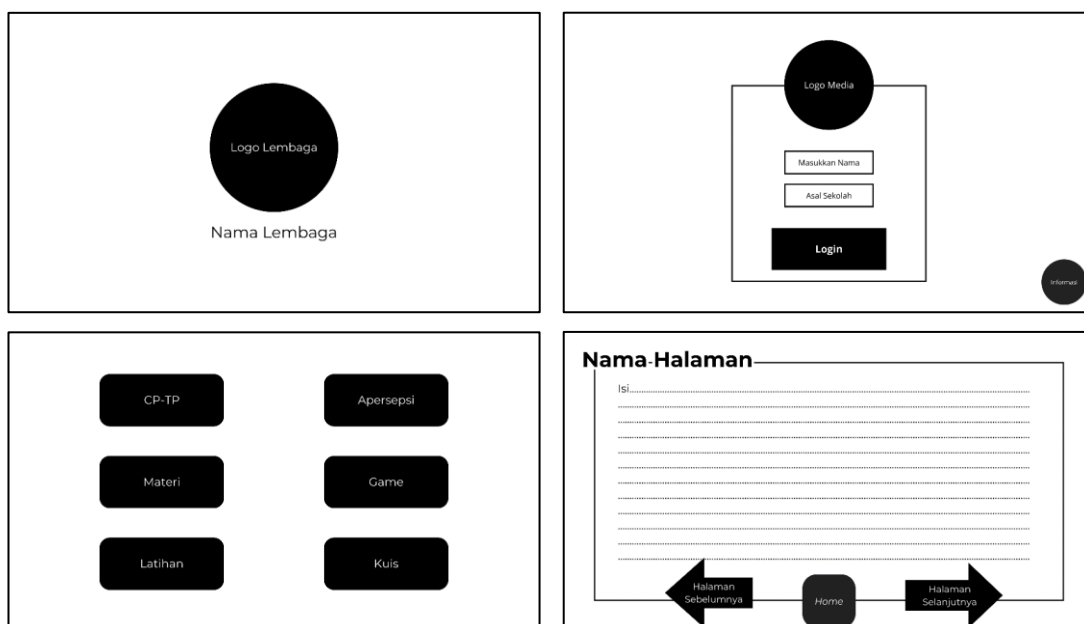 Logo Lembaga
Nama Lembaga
Logo Media
Masukkan Nama
Asal Sekolah
Login
Informasi
CP-TP
Apersepsi
Materi
Game
Latihan
Kuis
Nama-Halaman
Isi
Halaman
Sebelumnya
Home
Halaman
Selanjutnya